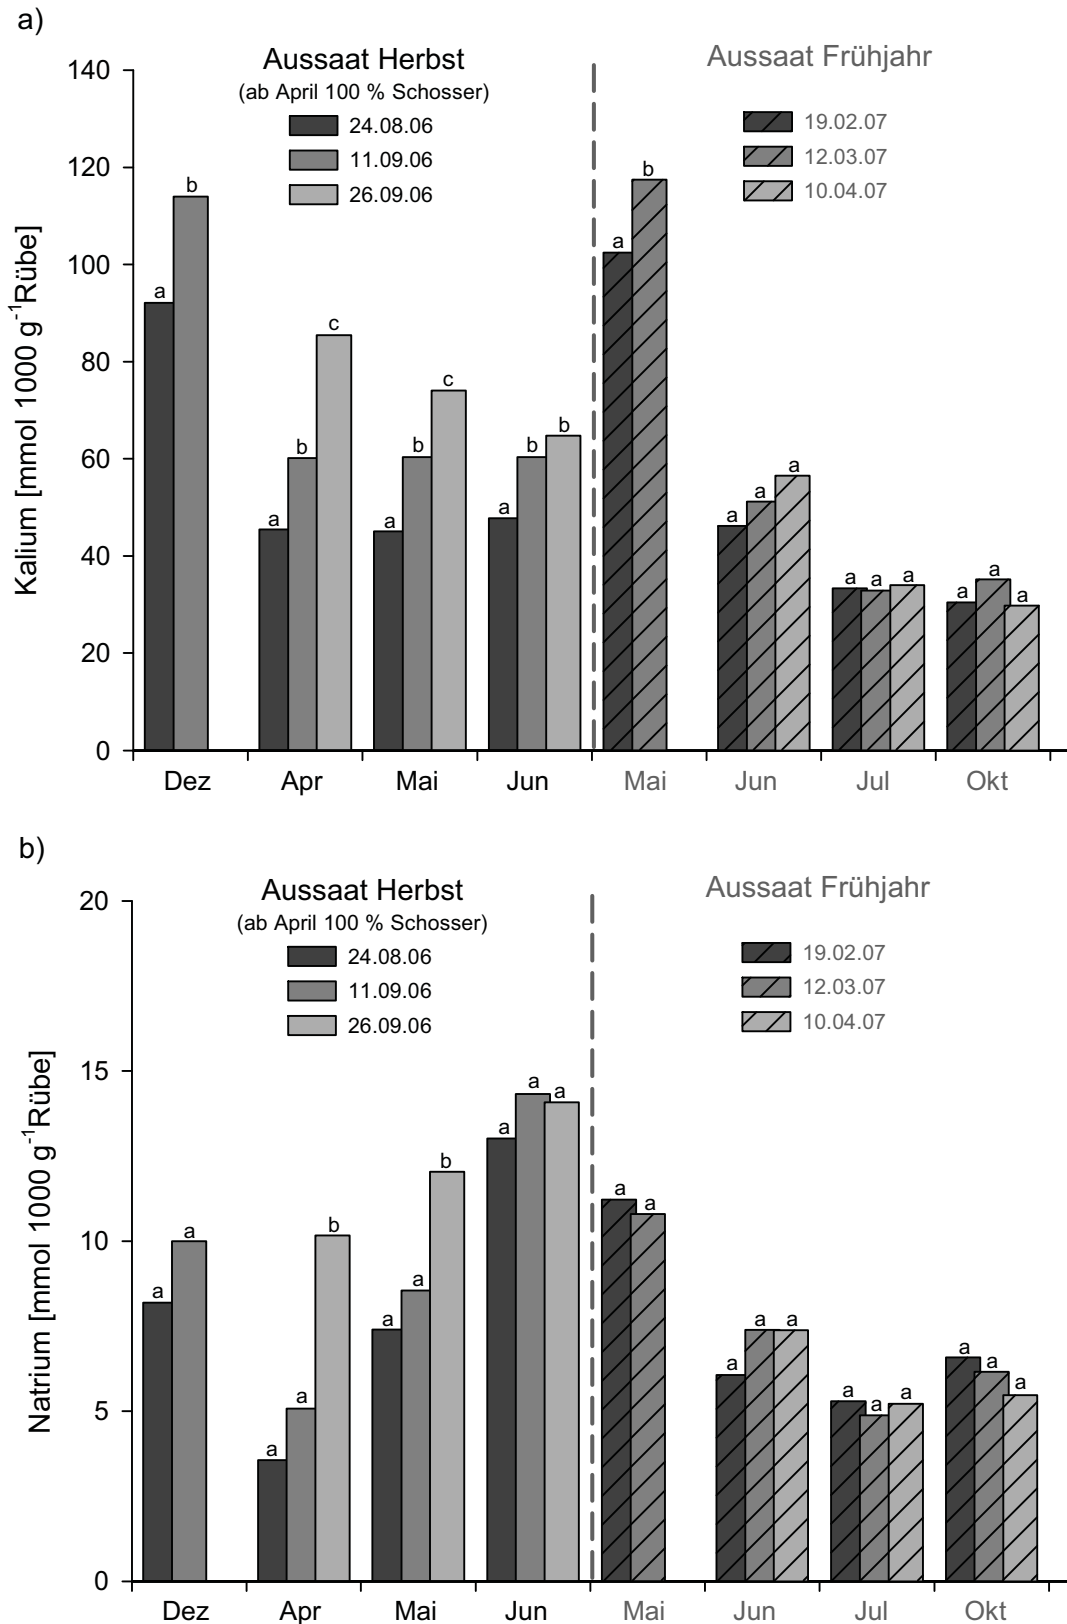 a)
Aussaat Herbst
(ab April 100 % Schosser)
24.08.06
11.09.06
26.09.06
Aussaat Frühjahr
19.02.07
12.03.07
10.04.07
Kalium [mmol 1000 g⁻¹Rübe]
140
120
100
80
60
40
20
0
a b
a b c
a b c
a b b
a b
a a a
a a a
a a a
Dez Apr Mai Jun Mai Jun Jul Okt
b)
Aussaat Herbst
(ab April 100 % Schosser)
24.08.06
11.09.06
26.09.06
Aussaat Frühjahr
19.02.07
12.03.07
10.04.07
Natrium [mmol 1000 g⁻¹Rübe]
20
15
10
5
0
a a
a a b
a a b
a a a
a a
a a a
a a a
a a a
Dez Apr Mai Jun Mai Jun Jul Okt